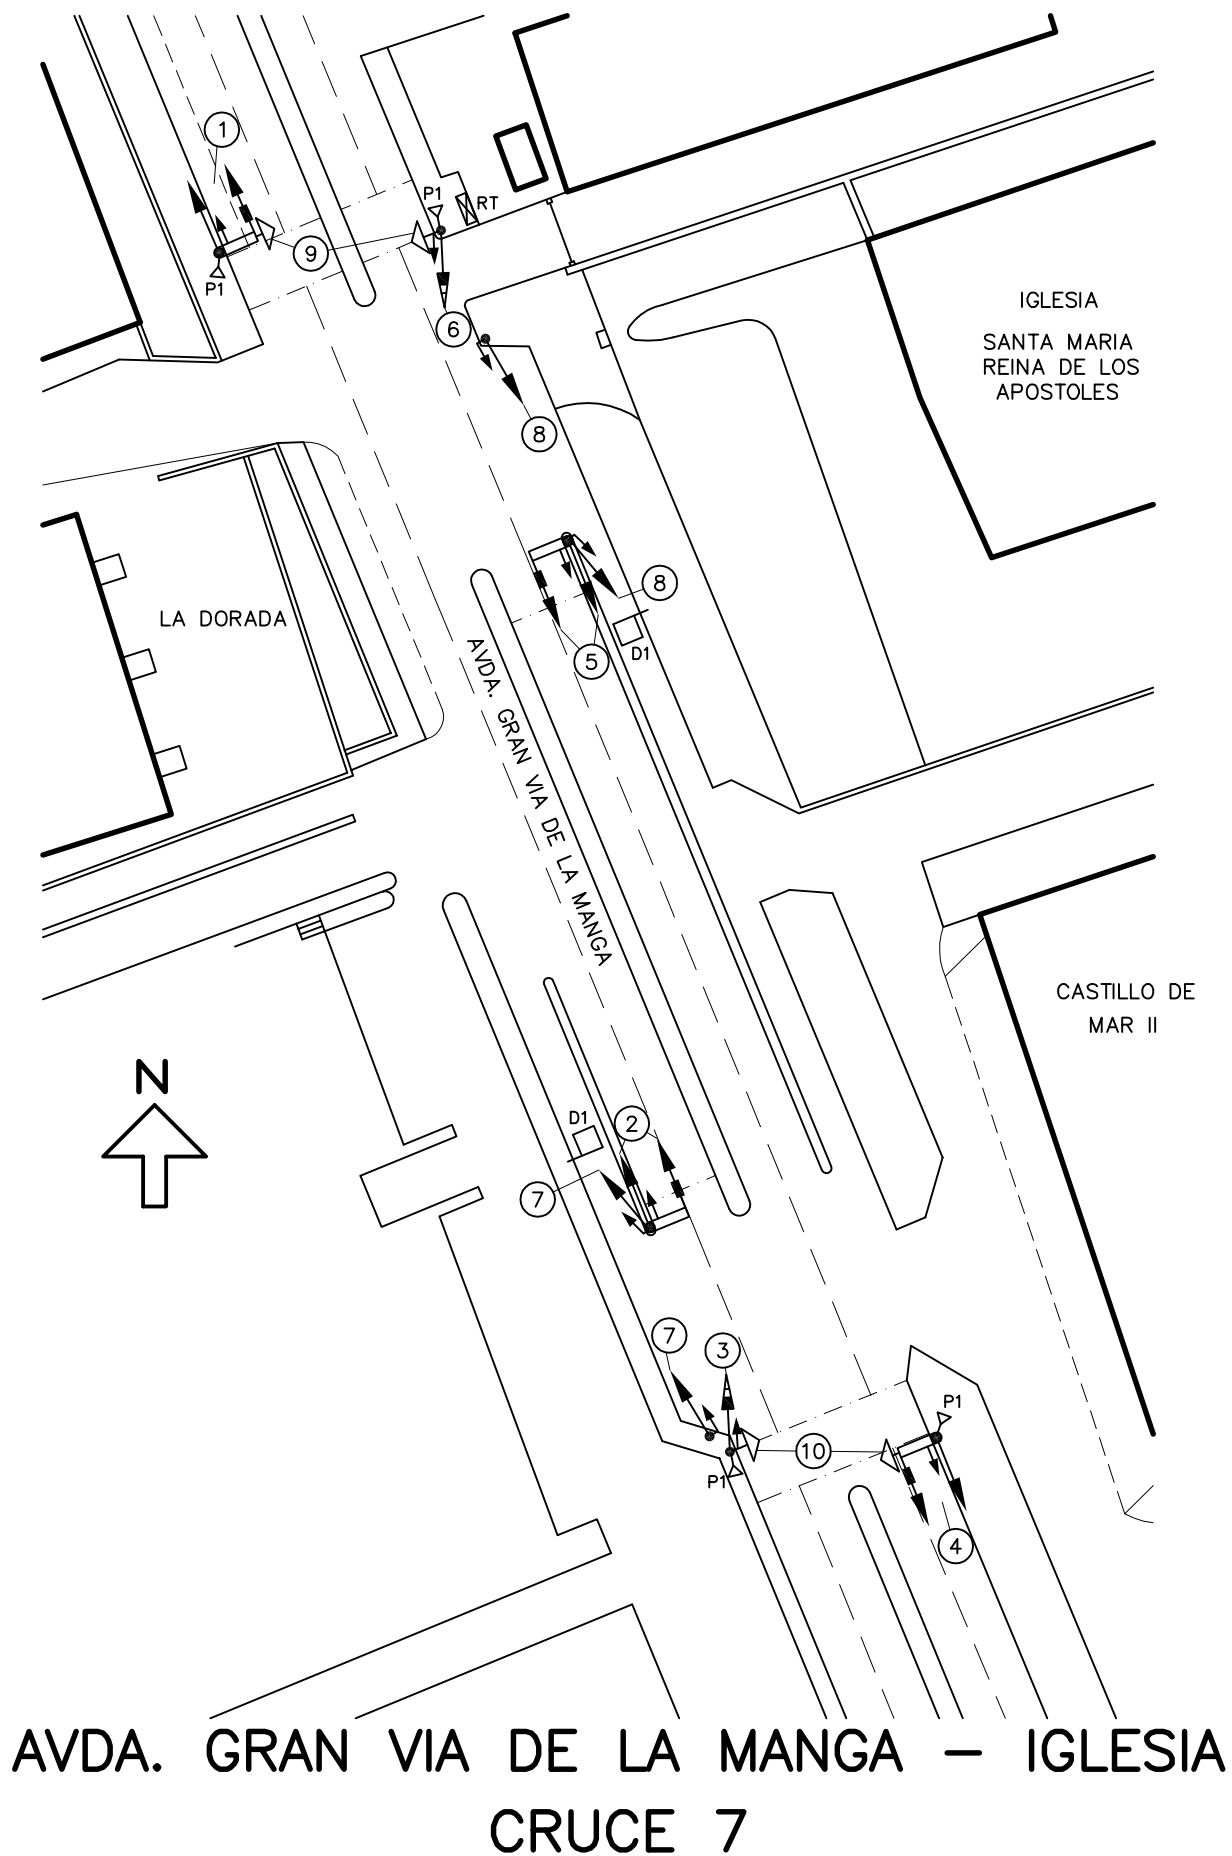 1
P1
RT
9
P1
6
IGLESIA
SANTA MARIA
REINA DE LOS
APOSTOLES
8
8
LA DORADA
5
D1
AVDA. GRAN VIA DE LA MANGA
CASTILLO DE
MAR II
N
D1
2
7
7
3
P1
10
P1
4
AVDA. GRAN VIA DE LA MANGA – IGLESIA
CRUCE 7